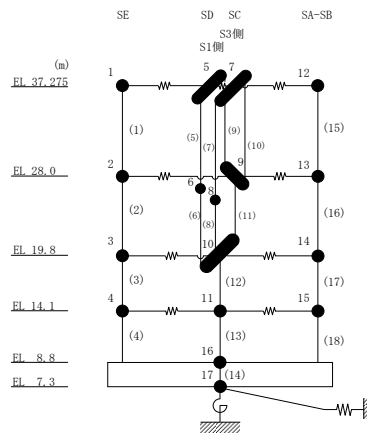 SE SD SC SA-SB
S3側
S1側
(m)
EL 37.275 1 5 7 12
(1) (5) (7) (9) (10) (15)
EL 28.0 2 9 13
6 8
(2) (6) (8) (11) (16)
EL 19.8 3 10 14
(3) (12) (17)
EL 14.1 4 11 15
(4) (13) (18)
EL 8.8 16
EL 7.3 17 (14)